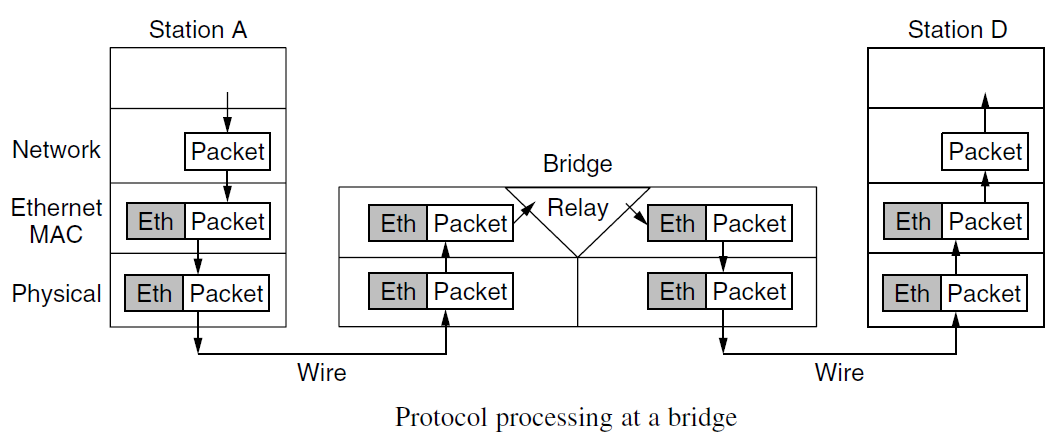 Station A
Station D
Network
Packet
Packet
Bridge
Ethernet
MAC
Eth Packet
Eth Packet
Relay
Eth Packet
Eth Packet
Physical
Eth Packet
Eth Packet
Eth Packet
Eth Packet
Wire
Wire
Protocol processing at a bridge